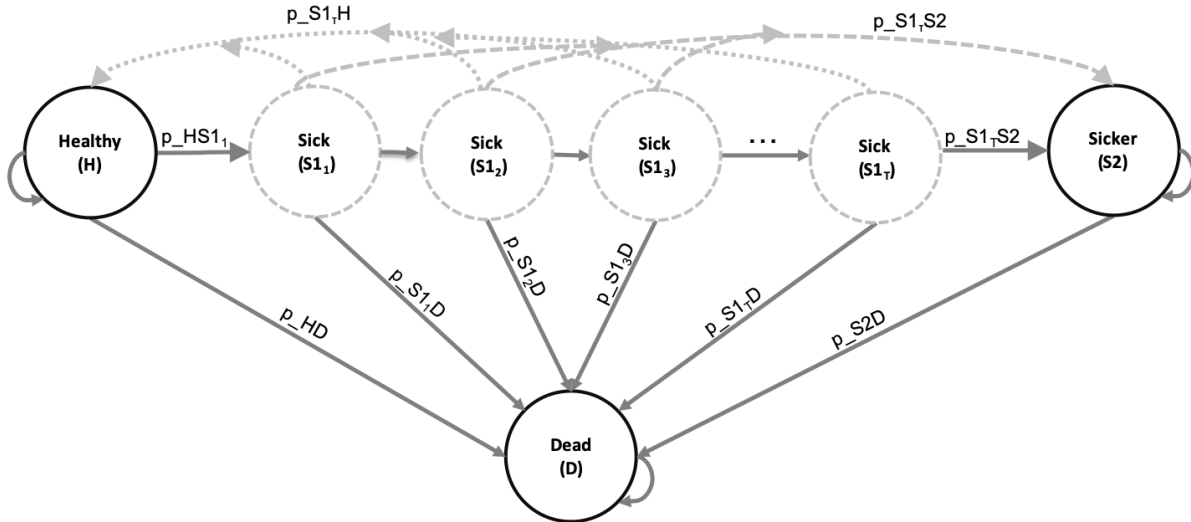 p_S1ₜH
p_S1ₜS2
Healthy
(H)
p_HS1₁
Sick
(S1₁)
Sick
(S1₂)
Sick
(S1₃)
...
Sick
(S1ₜ)
p_S1ₜS2
Sicker
(S2)
p_HD
p_S1₁D
p_S1₂D
p_S1₃D
p_S1ₜD
p_S2D
Dead
(D)